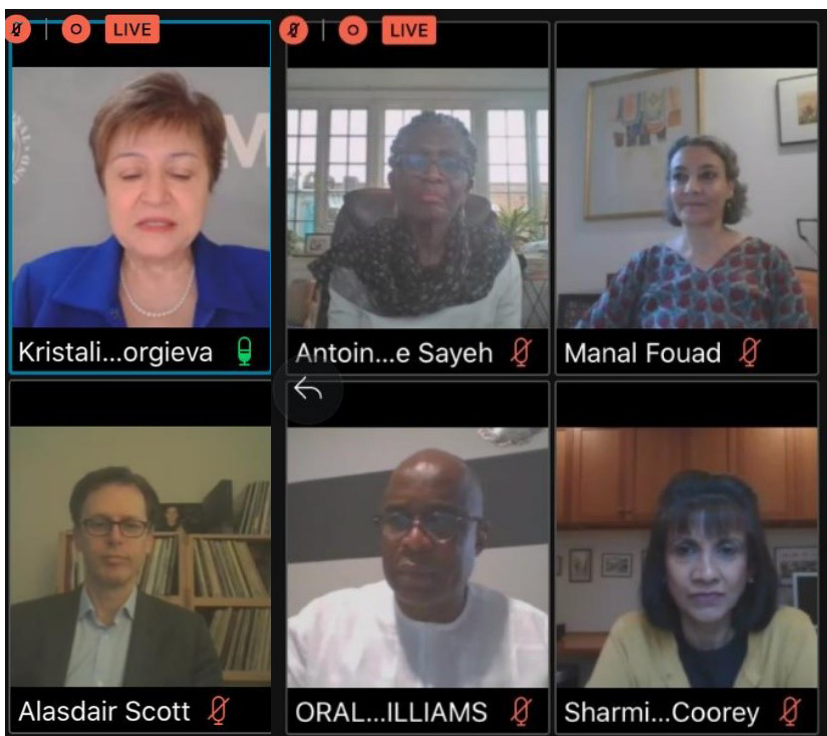 LIVE
LIVE
M
Kristali...orgieva
Antoin...e Sayeh
Manal Fouad
Alasdair Scott
ORAL...ILLIAMS
Sharmi...Coorey